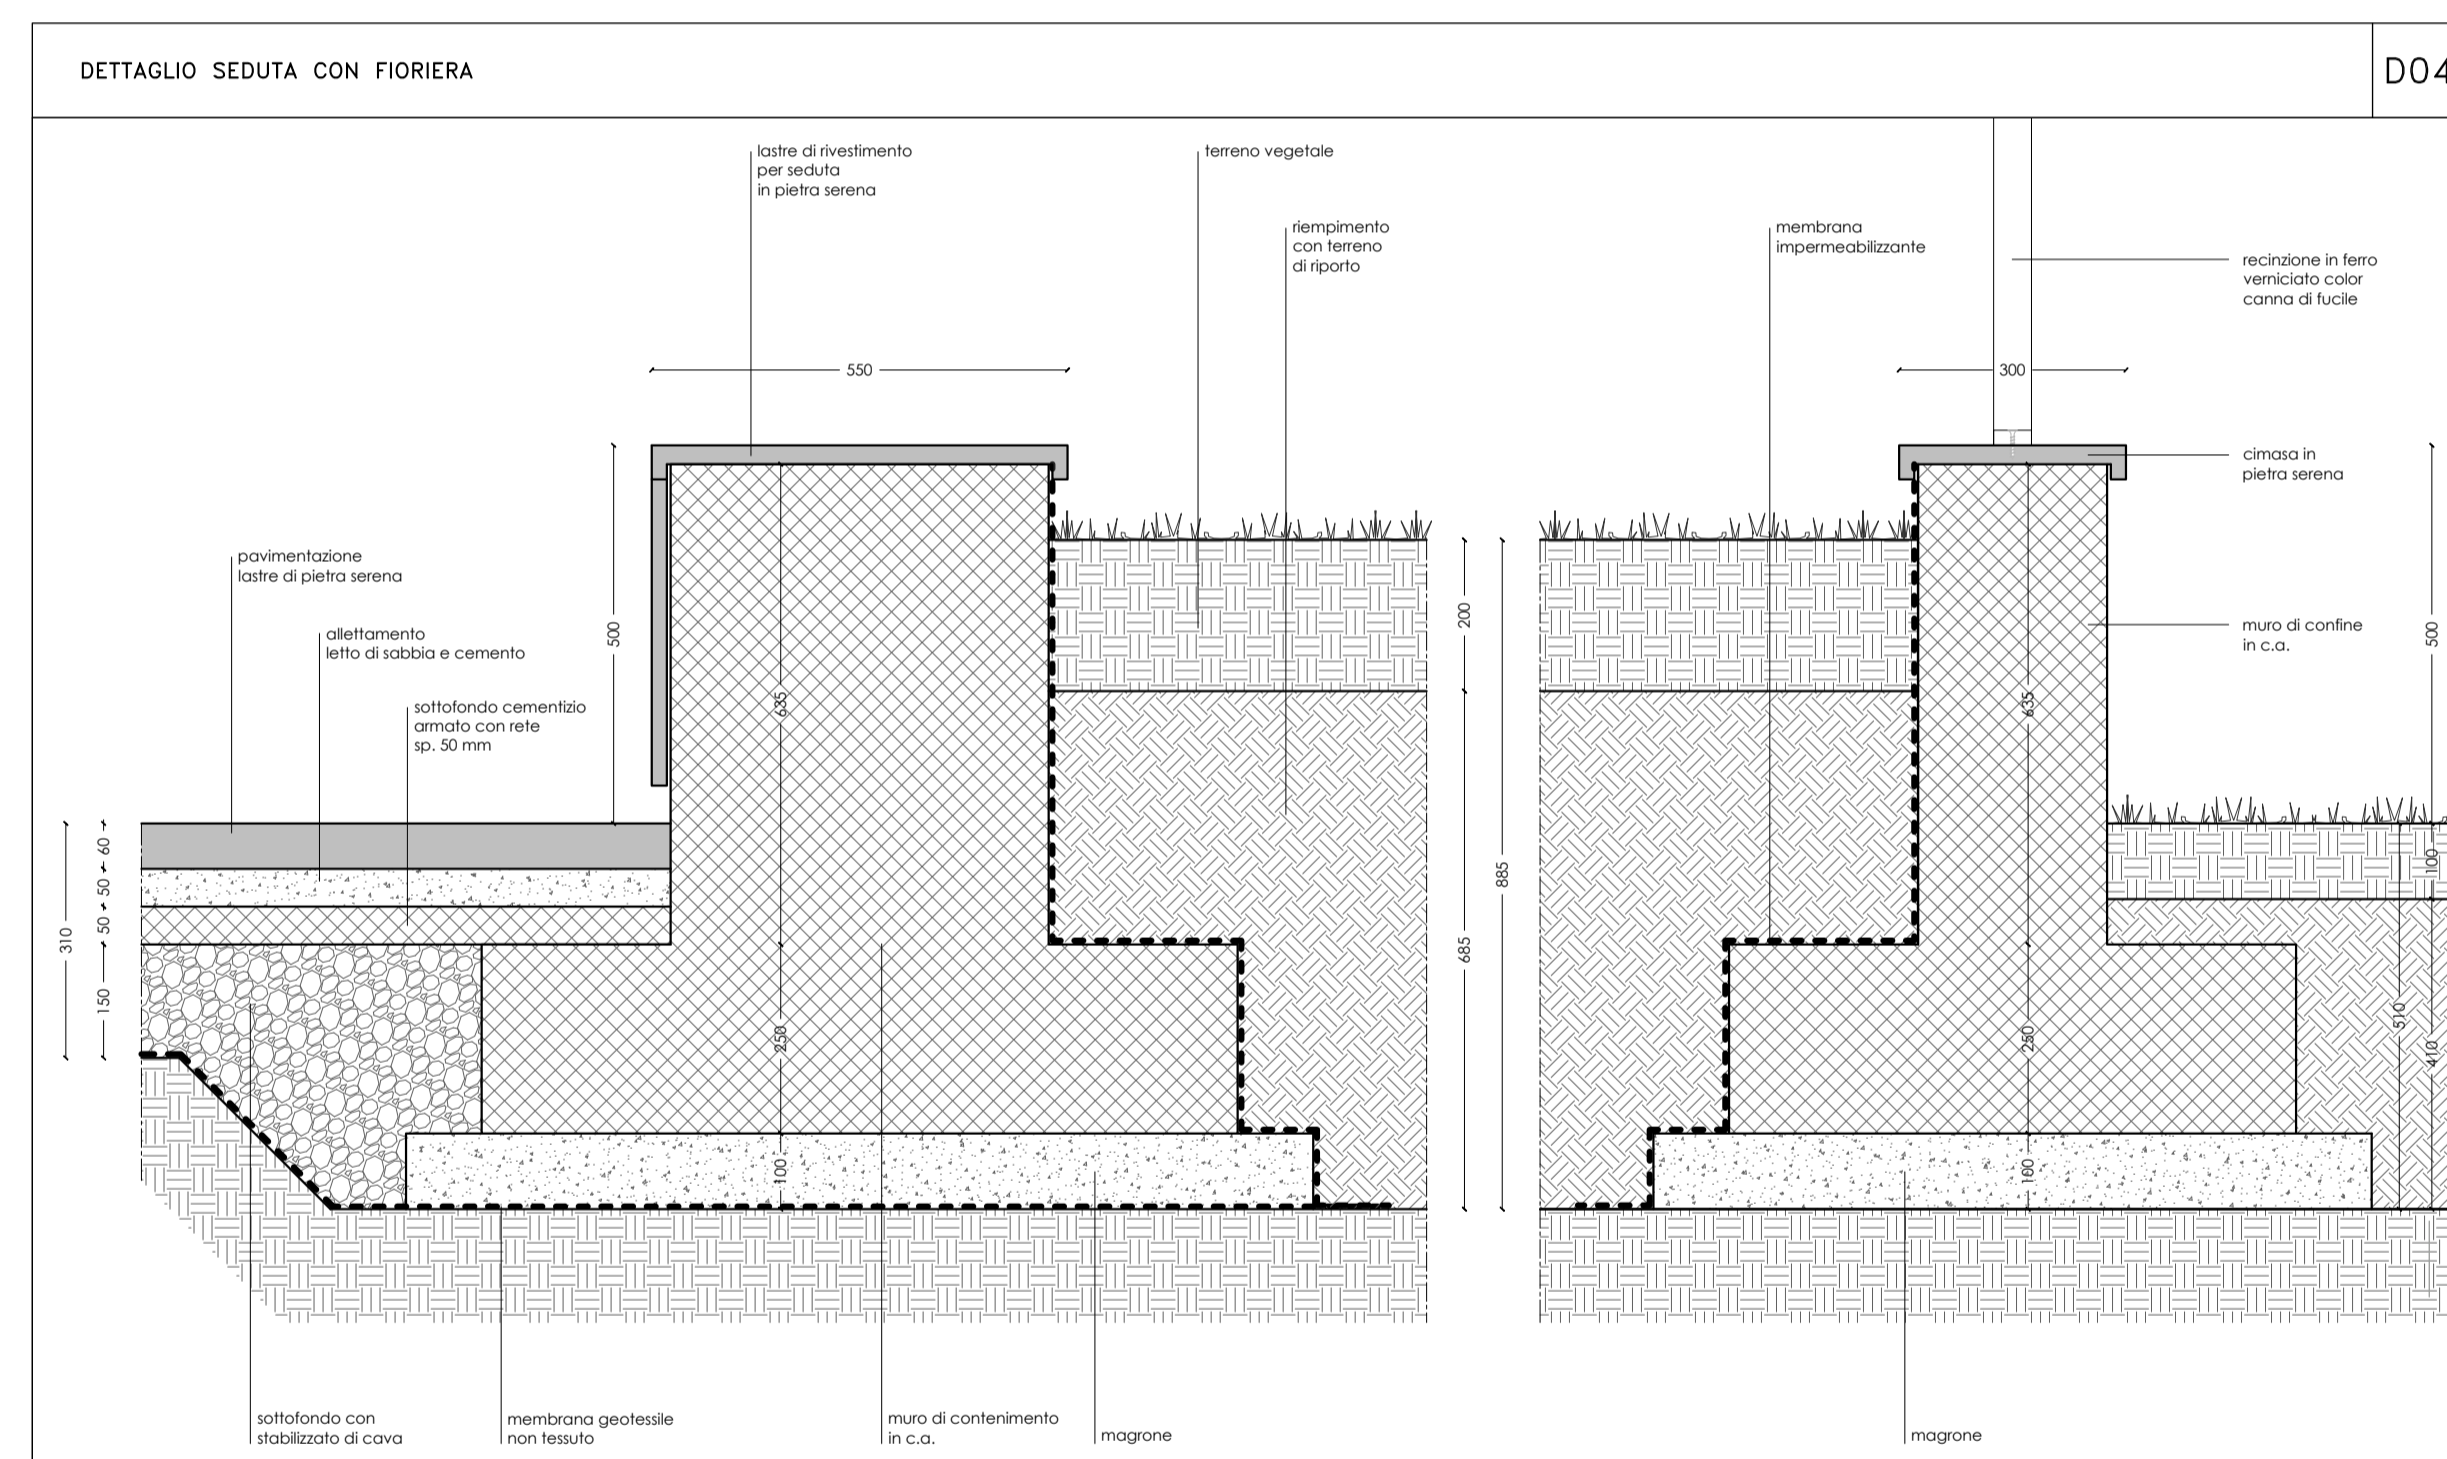 DETTAGLIO SEDUTA CON FIORIERA
D04
lastre di rivestimento
per seduta
in pietra serena
terreno vegetale
riempimento
con terreno
di riporto
membrana
impermeabilizzante
recinzione in ferro
verniciato color
canna di fucile
550
300
cimasa in
pietra serena
pavimentazione
lastre di pietra serena
allettamento
letto di sabbia e cemento
sottofondo cementizio
armato con rete
sp. 50 mm
500
635
200
635
muro di confine
in c.a.
500
310
60
50
50
150
250
100
685
885
250
100
100
510
410
sottofondo con
stabilizzato di cava
membrana geotessile
non tessuto
muro di contenimento
in c.a.
magrone
magrone